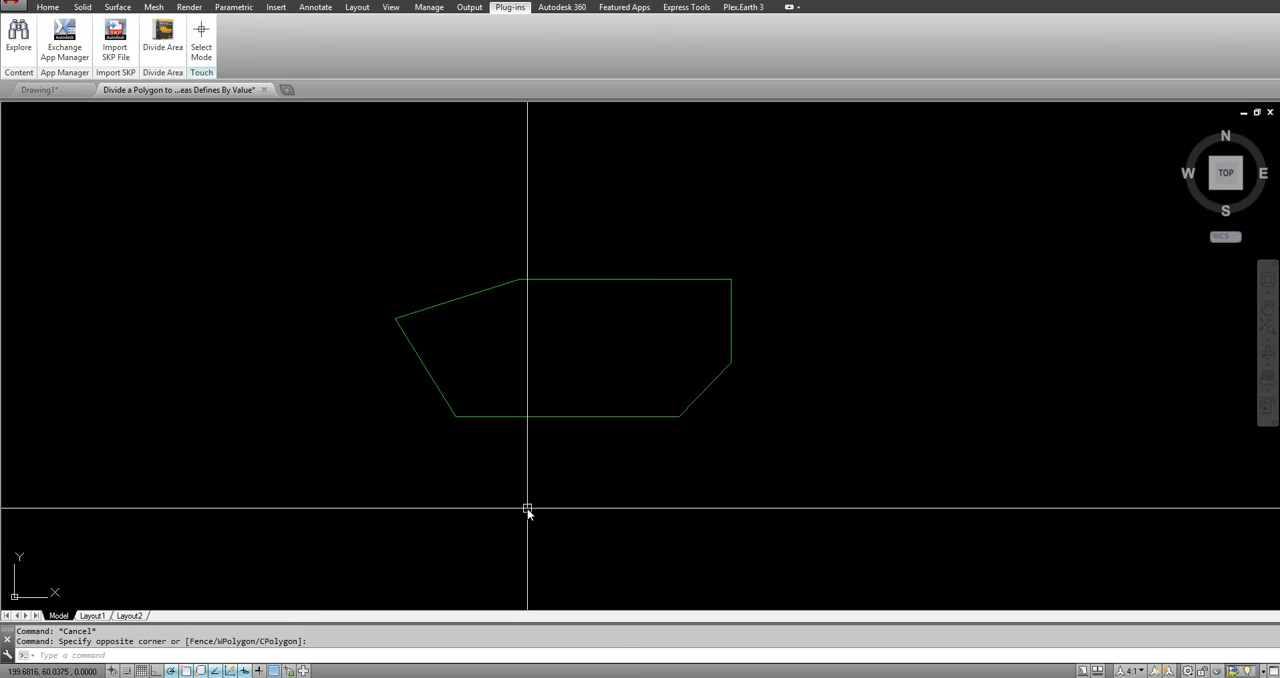 Home Solid Surface Mesh Render Parametric Insert Annotate Layout View Manage Output Plug-ins Autodesk 360 Featured Apps Express Tools Plex.Earth 3
Explore Exchange App Manager Import SKP File Divide Area Select Mode
Content App Manager Import SKP Divide Area Touch
Drawing1* Divide a Polygon to ...eas Defines By Value*
N
W TOP E
S
WCS
Y
X
Model Layout1 Layout2
Command: *Cancel*
Command: Specify opposite corner or [Fence/WPolygon/CPolygon]:
Type a command
199.6816, 60.0375, 0.0000 4:1